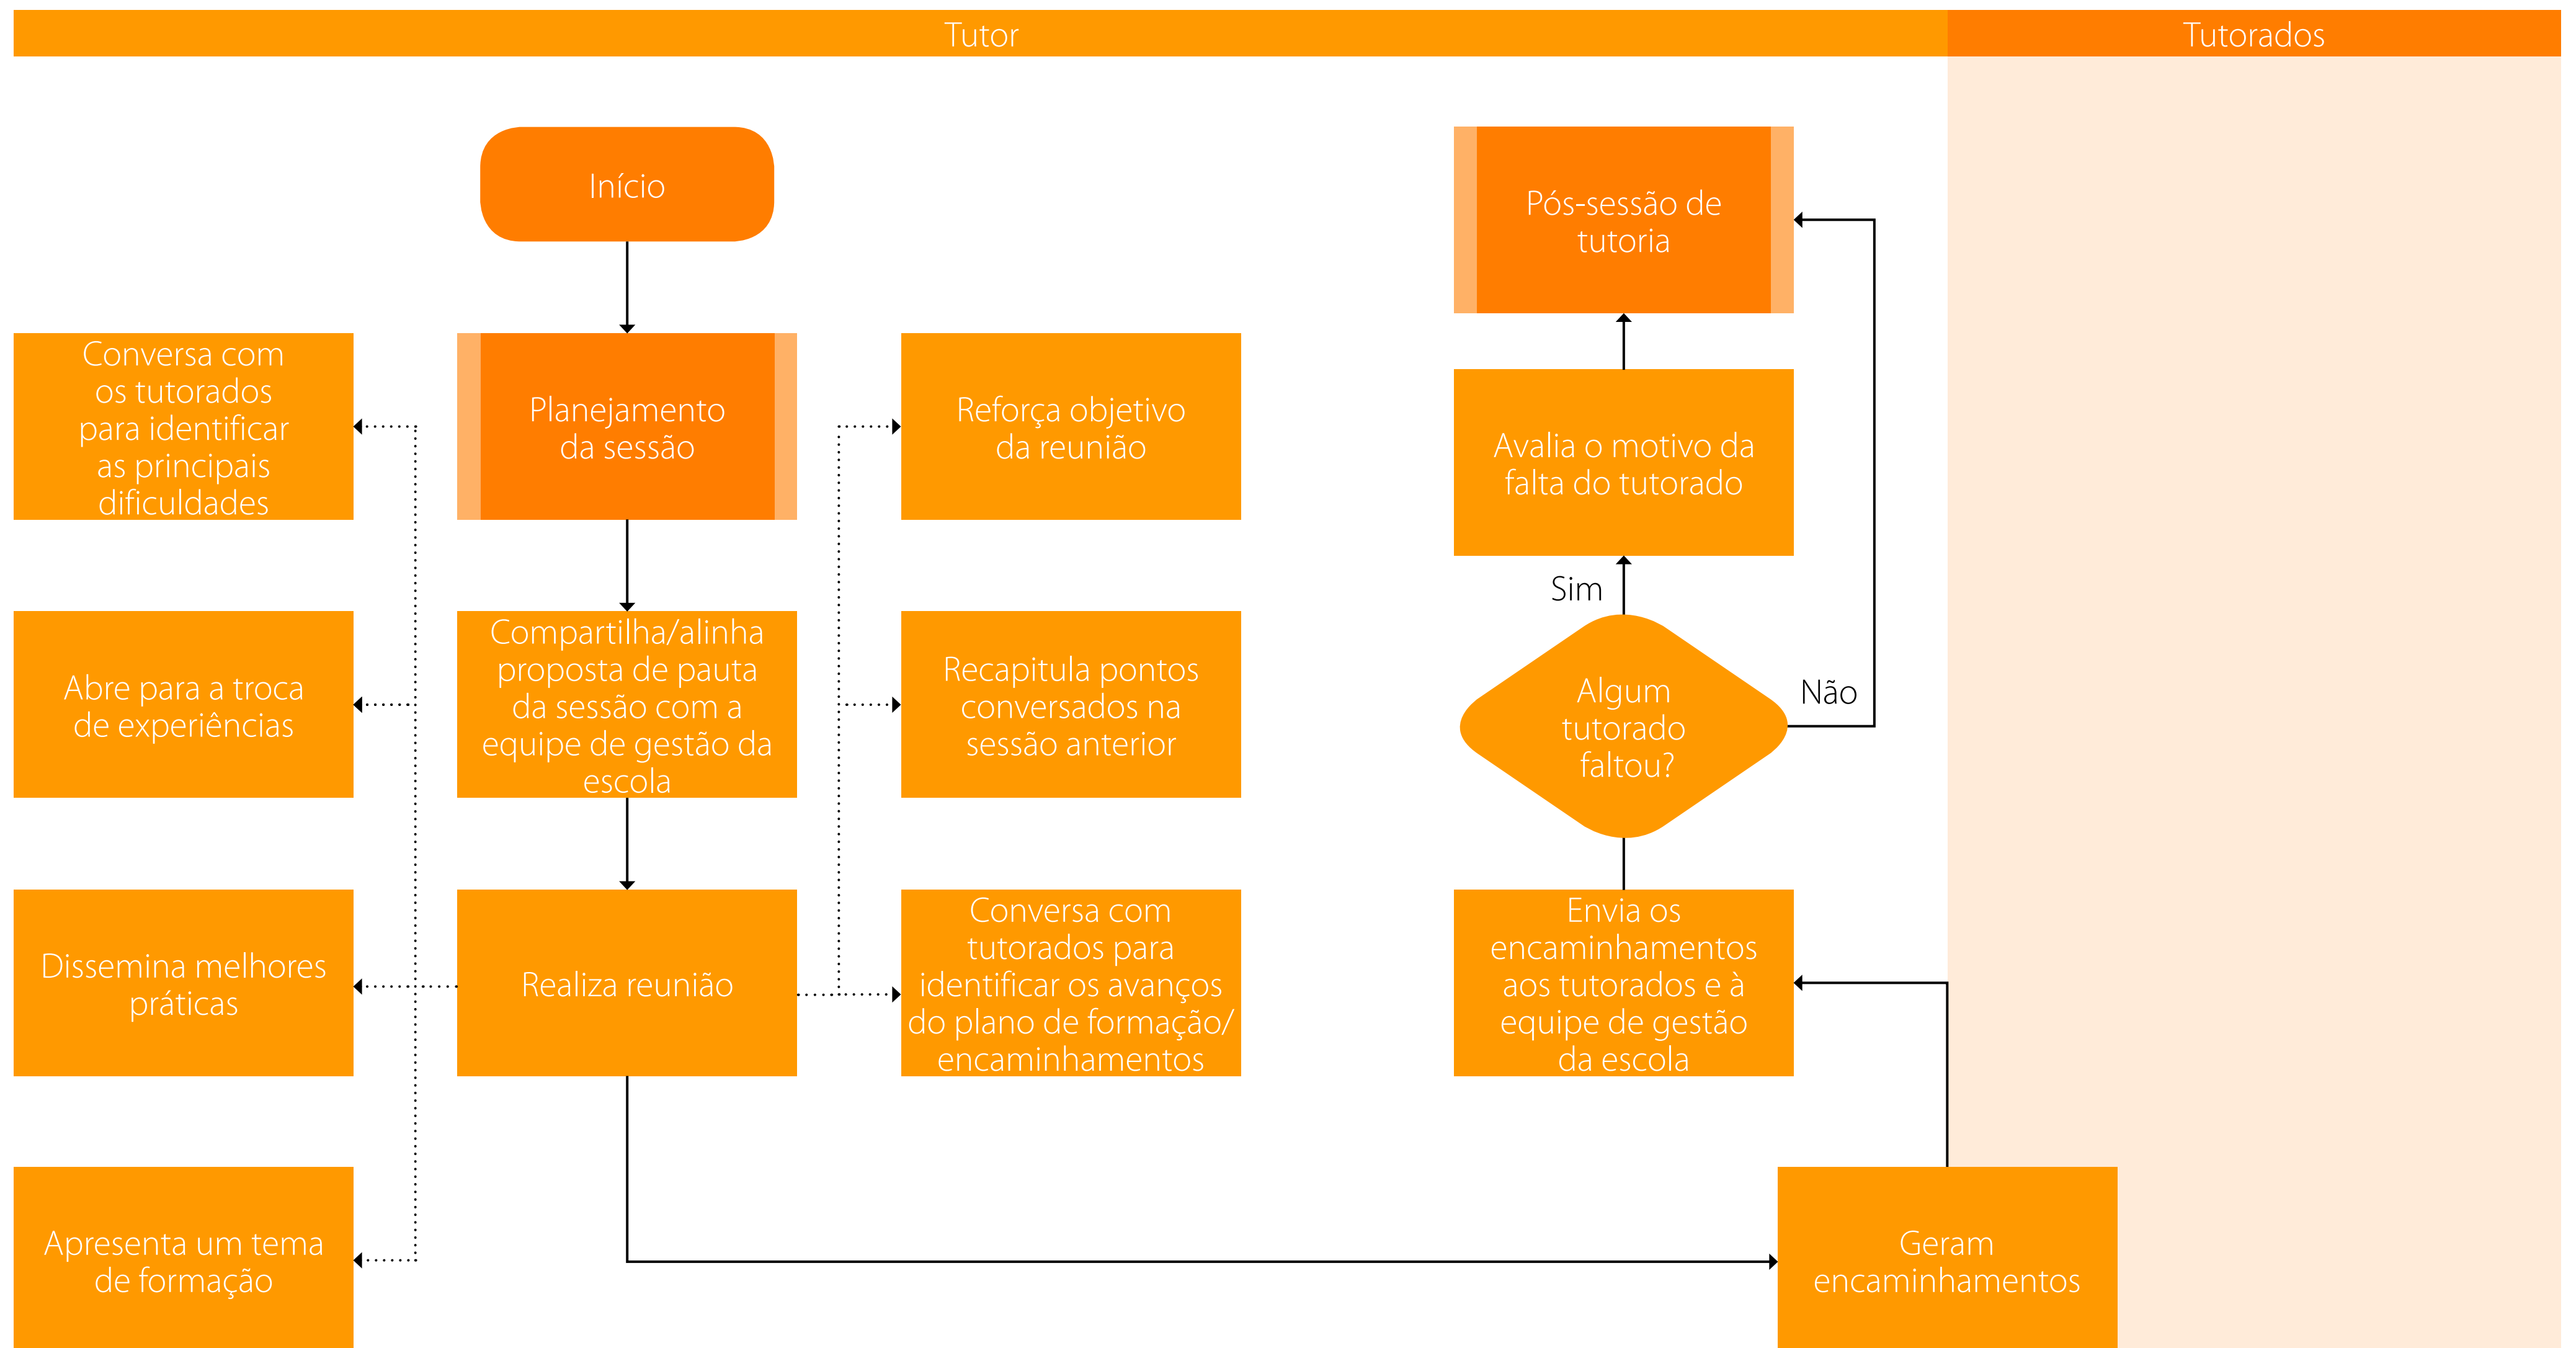 Tutor
Tutorados
Início
Planejamento
da sessão
Compartilha/alinha
proposta de pauta
da sessão com a
equipe de gestão da
escola
Realiza reunião
Conversa com
os tutorados
para identificar
as principais
dificuldades
Abre para a troca
de experiências
Dissemina melhores
práticas
Apresenta um tema
de formação
Reforça objetivo
da reunião
Recapitula pontos
conversados na
sessão anterior
Conversa com
tutorados para
identificar os avanços
do plano de formação/
encaminhamentos
Geram
encaminhamentos
Envia os
encaminhamentos
aos tutorados e à
equipe de gestão
da escola
Algum
tutorado
faltou?
Sim
Não
Avalia o motivo da
falta do tutorado
Pós-sessão de
tutoria